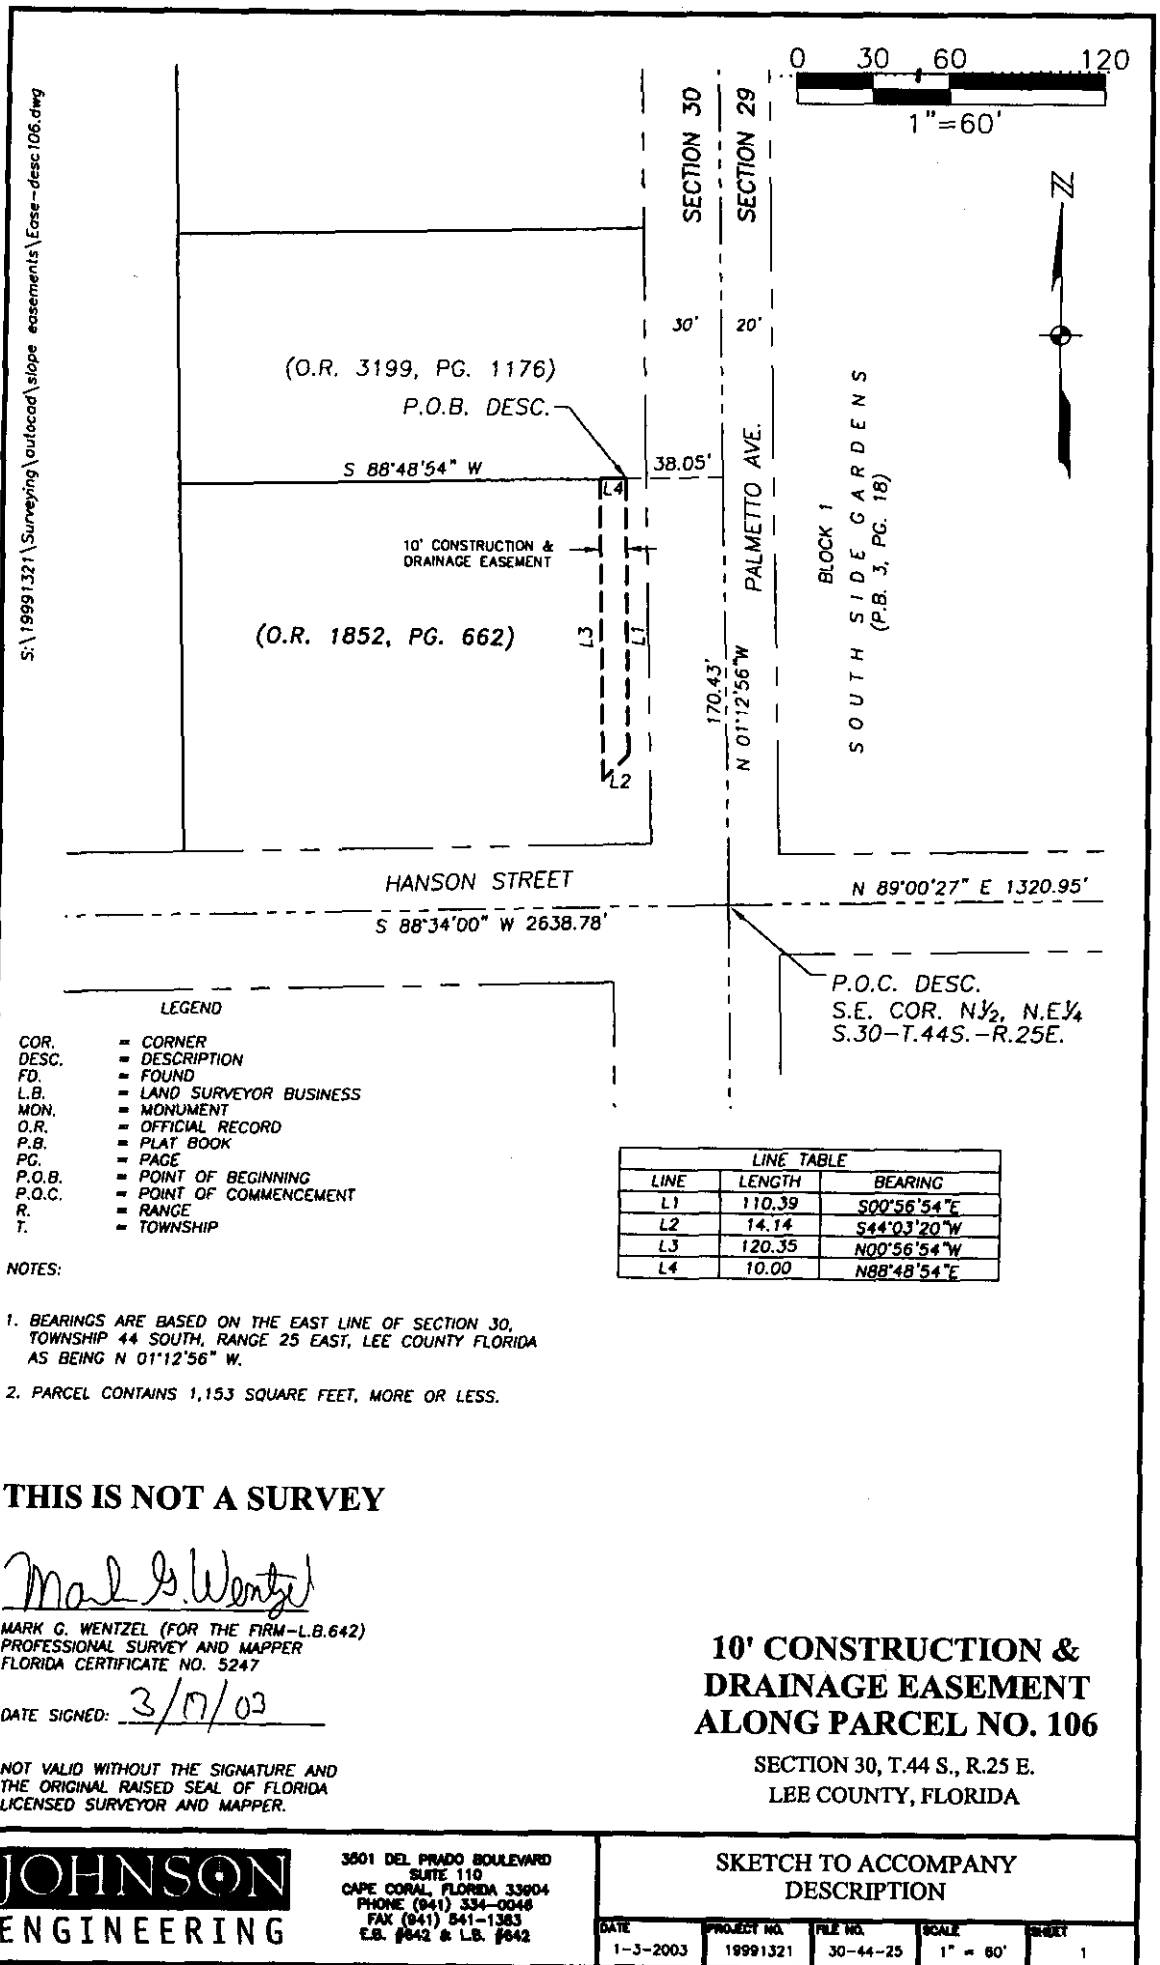 S:\19991321\Surveying\autocad\slope easements\Ease-desc106.dwg
0 30 60 120
1"=60'
SECTION 30
SECTION 29
N
30' 20'
(O.R. 3199, PG. 1176)
P.O.B. DESC.
S 88°48'54" W
38.05'
L4
10' CONSTRUCTION &
DRAINAGE EASEMENT
PALMETTO AVE.
BLOCK 1
SOUTH SIDE GARDENS
(P.B. 3, PG. 18)
(O.R. 1852, PG. 662)
L3
L1
170.43'
N 01°12'56"W
L2
HANSON STREET
N 89°00'27" E 1320.95'
S 88°34'00" W 2638.78'
P.O.C. DESC.
S.E. COR. N½, N.E¼
S.30-T.44S.-R.25E.
LEGEND
COR. = CORNER
DESC. = DESCRIPTION
FD. = FOUND
L.B. = LAND SURVEYOR BUSINESS
MON. = MONUMENT
O.R. = OFFICIAL RECORD
P.B. = PLAT BOOK
PG. = PAGE
P.O.B. = POINT OF BEGINNING
P.O.C. = POINT OF COMMENCEMENT
R. = RANGE
T. = TOWNSHIP
LINE TABLE
LINE LENGTH BEARING
L1 110.39 S00°56'54"E
L2 14.14 S44°03'20"W
L3 120.35 N00°56'54"W
L4 10.00 N88°48'54"E
NOTES:
1. BEARINGS ARE BASED ON THE EAST LINE OF SECTION 30,
TOWNSHIP 44 SOUTH, RANGE 25 EAST, LEE COUNTY FLORIDA
AS BEING N 01°12'56" W.
2. PARCEL CONTAINS 1,153 SQUARE FEET, MORE OR LESS.
THIS IS NOT A SURVEY
Mark G. Wentzel
MARK G. WENTZEL (FOR THE FIRM-L.B.642)
PROFESSIONAL SURVEY AND MAPPER
FLORIDA CERTIFICATE NO. 5247
DATE SIGNED: 3/17/03
NOT VALID WITHOUT THE SIGNATURE AND
THE ORIGINAL RAISED SEAL OF FLORIDA
LICENSED SURVEYOR AND MAPPER.
10' CONSTRUCTION &
DRAINAGE EASEMENT
ALONG PARCEL NO. 106
SECTION 30, T.44 S., R.25 E.
LEE COUNTY, FLORIDA
JOHNSON
ENGINEERING
3501 DEL PRADO BOULEVARD
SUITE 110
CAPE CORAL, FLORIDA 33904
PHONE (941) 334-0046
FAX (941) 541-1383
E.B. #642 & L.B. #642
SKETCH TO ACCOMPANY
DESCRIPTION
DATE PROJECT NO. FILE NO. SCALE SHEET
1-3-2003 19991321 30-44-25 1" = 60' 1